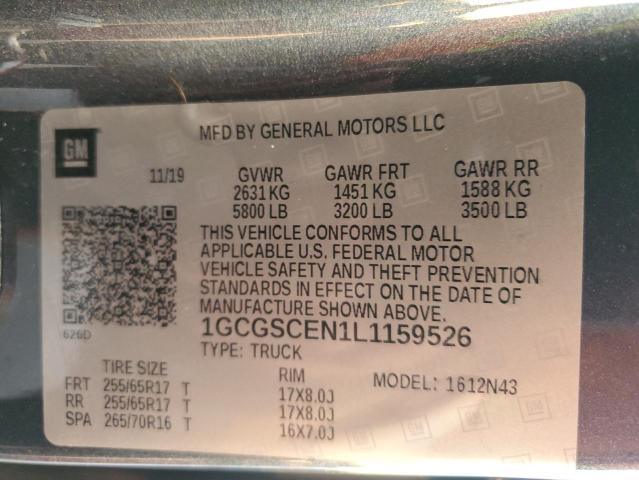 MFD BY GENERAL MOTORS LLC
GM
11/19 GVWR GAWR FRT GAWR RR
2631 KG 1451 KG 1588 KG
5800 LB 3200 LB 3500 LB
THIS VEHICLE CONFORMS TO ALL
APPLICABLE U.S. FEDERAL MOTOR
VEHICLE SAFETY AND THEFT PREVENTION
STANDARDS IN EFFECT ON THE DATE OF
MANUFACTURE SHOWN ABOVE.
626D
1GCGSCEN1L1159526
TYPE: TRUCK
TIRE SIZE RIM MODEL: 1612N43
FRT 255/65R17 T 17X8.0J
RR 255/65R17 T 17X8.0J
SPA 265/70R16 T 16X7.0J